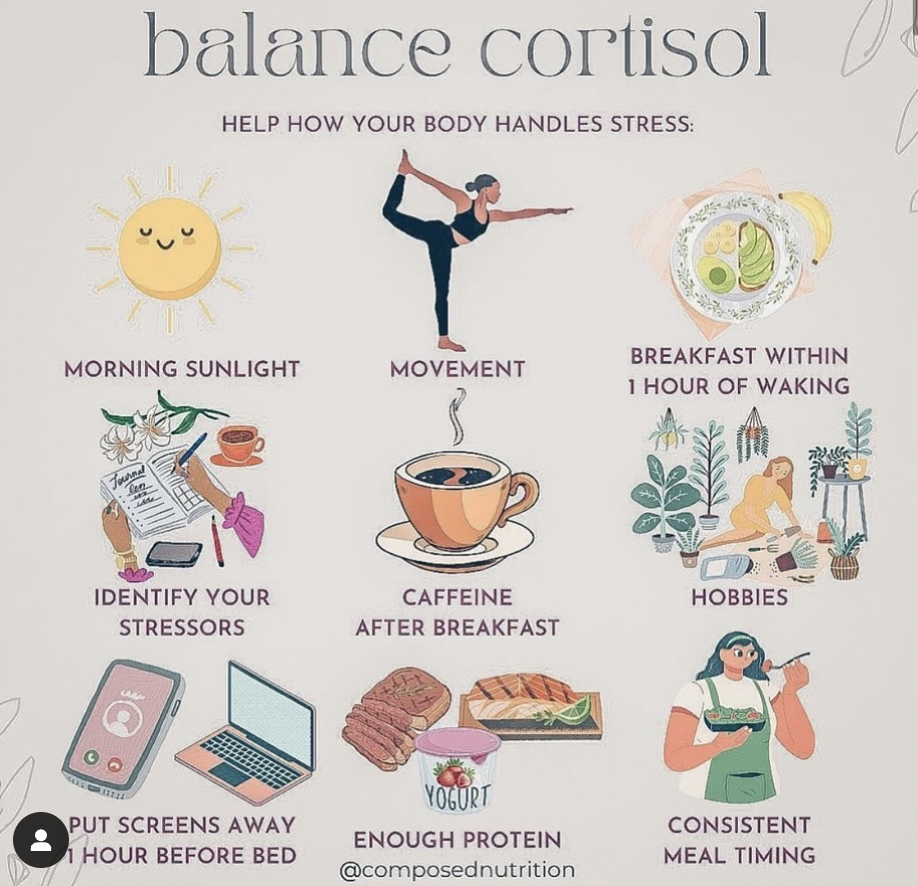 balance cortisol
HELP HOW YOUR BODY HANDLES STRESS:
MORNING SUNLIGHT
MOVEMENT
BREAKFAST WITHIN
1 HOUR OF WAKING
Journal
IDENTIFY YOUR
STRESSORS
CAFFEINE
AFTER BREAKFAST
HOBBIES
YOGURT
PUT SCREENS AWAY
1 HOUR BEFORE BED
ENOUGH PROTEIN
CONSISTENT
MEAL TIMING
@composednutrition